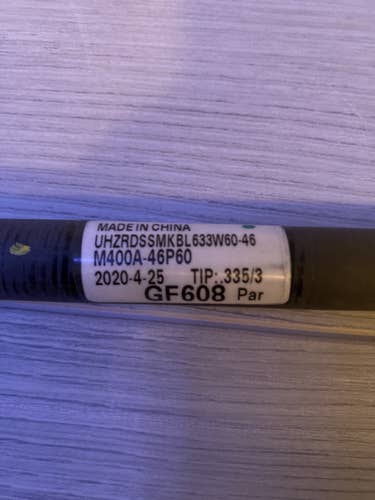 MADE IN CHINA
UHZRDSSMKBL633W60-46
M400A-46P60
2020-4-25 TIP:.335/3
GF608 Par